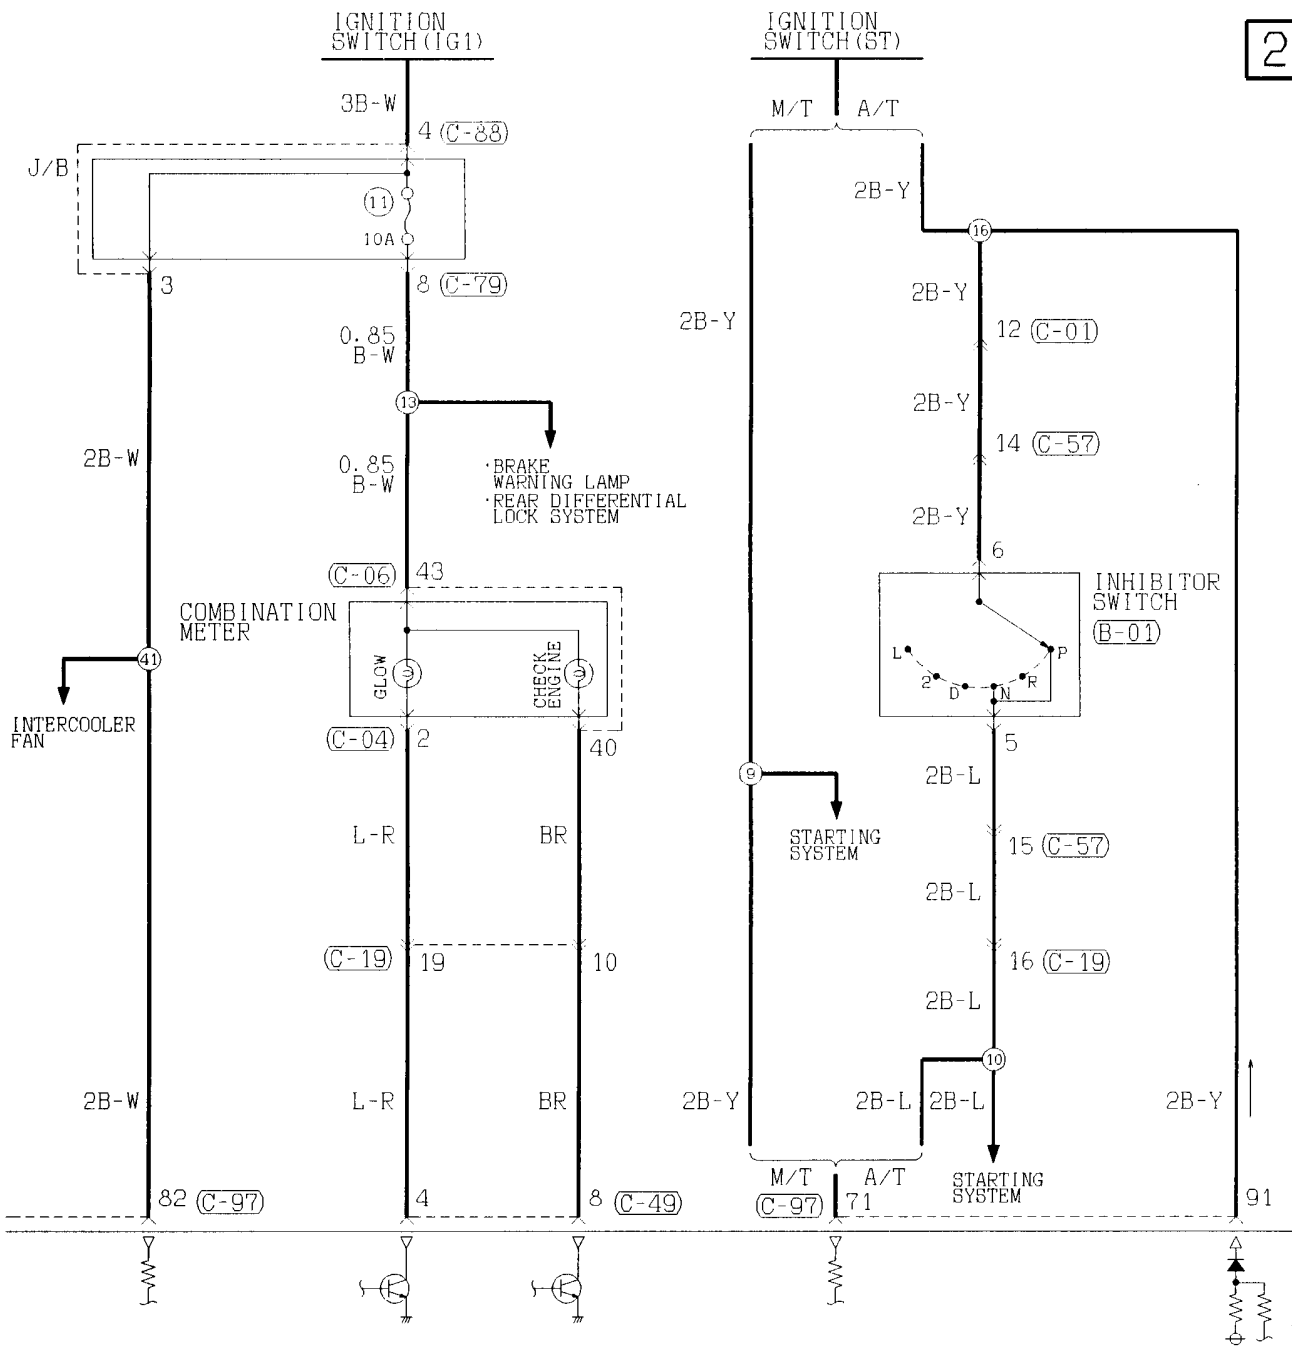 IGNITION
SWITCH(IG1)
IGNITION
SWITCH(ST)
2
3B-W
M/T
A/T
4
C-88
J/B
11
10A
2B-Y
16
3
8
C-79
2B-Y
2B-Y
12
C-01
0.85
B-W
13
2B-Y
14
C-57
2B-W
0.85
B-W
·BRAKE
WARNING LAMP
·REAR DIFFERENTIAL
LOCK SYSTEM
2B-Y
6
C-06
43
INHIBITOR
SWITCH
B-01
COMBINATION
METER
41
GLOW
CHECK
ENGINE
L
2
D
N
R
P
INTERCOOLER
FAN
C-04
2
40
5
9
2B-L
STARTING
SYSTEM
L-R
BR
15
C-57
2B-L
C-19
19
10
16
C-19
2B-L
10
2B-W
L-R
BR
2B-Y
2B-L
2B-L
2B-Y
M/T
A/T
STARTING
SYSTEM
82
C-97
4
8
C-49
C-97
71
91